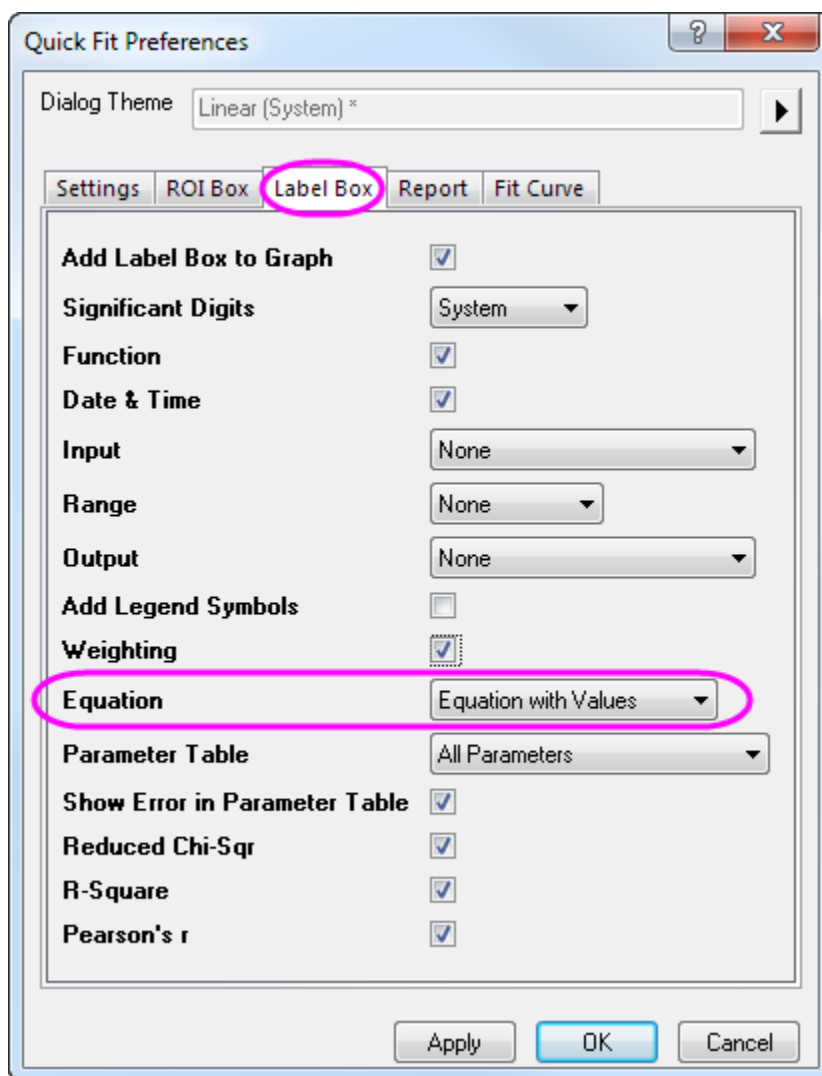 Quick Fit Preferences
Dialog Theme Linear (System) *
Settings ROI Box Label Box Report Fit Curve
Add Label Box to Graph
Significant Digits System
Function
Date & Time
Input None
Range None
Output None
Add Legend Symbols
Weighting
Equation Equation with Values
Parameter Table All Parameters
Show Error in Parameter Table
Reduced Chi-Sqr
R-Square
Pearson's r
Apply OK Cancel